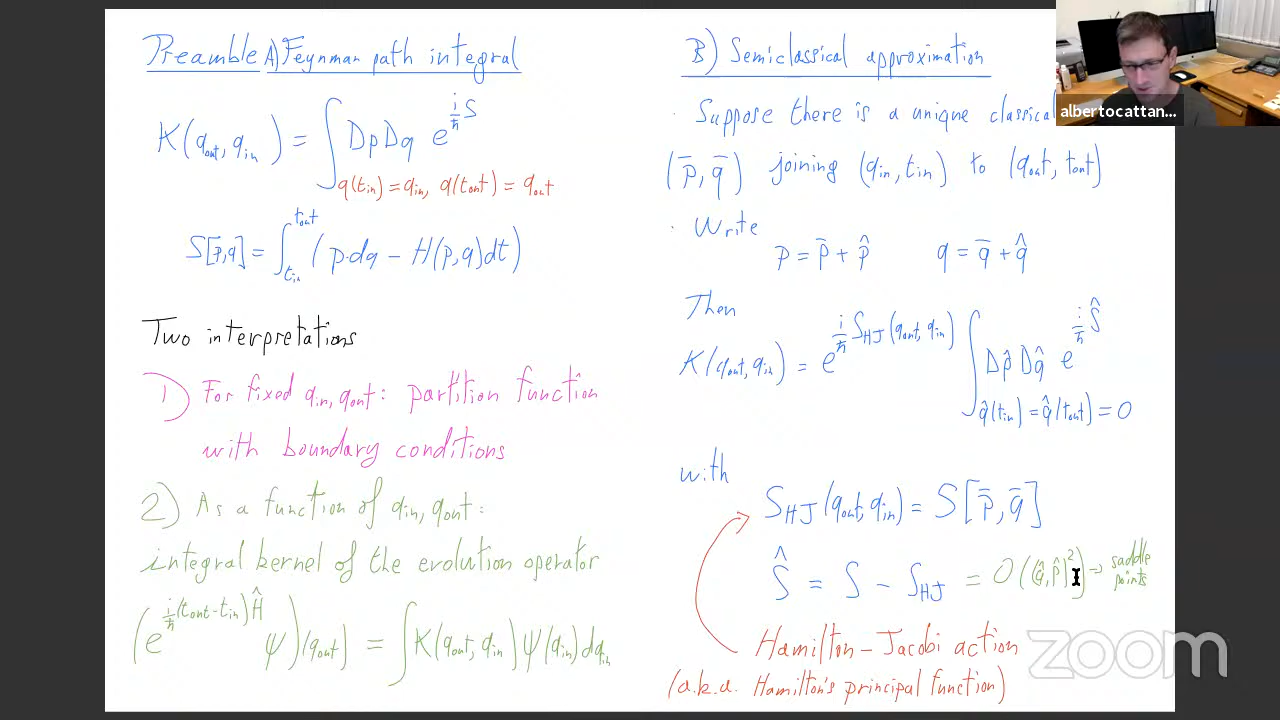 Preamble A) Feynman path integral
K(q_out, q_in) = ∫ Dp Dq e^{i/ħ S}
q(t_in) = q_in, q(t_out) = q_out
S[p,q] = ∫_{t_in}^{t_out} (p·dq − H(p,q)dt)
Two interpretations
1) For fixed q_in, q_out: partition function
with boundary conditions
2) As a function of q_in, q_out:
integral kernel of the evolution operator
(e^{i/ħ (t_out-t_in)Ĥ} ψ)(q_out) = ∫ K(q_out, q_in) ψ(q_in) dq_in
B) Semiclassical approximation
· Suppose there is a unique classical
(p̄, q̄) joining (q_in, t_in) to (q_out, t_out)
· Write
p = p̄ + p̂ q = q̄ + q̂
Then
K(q_out, q_in) = e^{i/ħ S_HJ(q_out, q_in)} ∫ Dp̂ Dq̂ e^{i/ħ Ŝ}
q̂(t_in) = q̂(t_out) = 0
with
S_HJ(q_out, q_in) = S[p̄, q̄]
Ŝ = S − S_HJ = O((q̂, p̂)²) → saddle
points
Hamilton - Jacobi action
(a.k.a. Hamilton's principal function)
albertocattan...
zoom